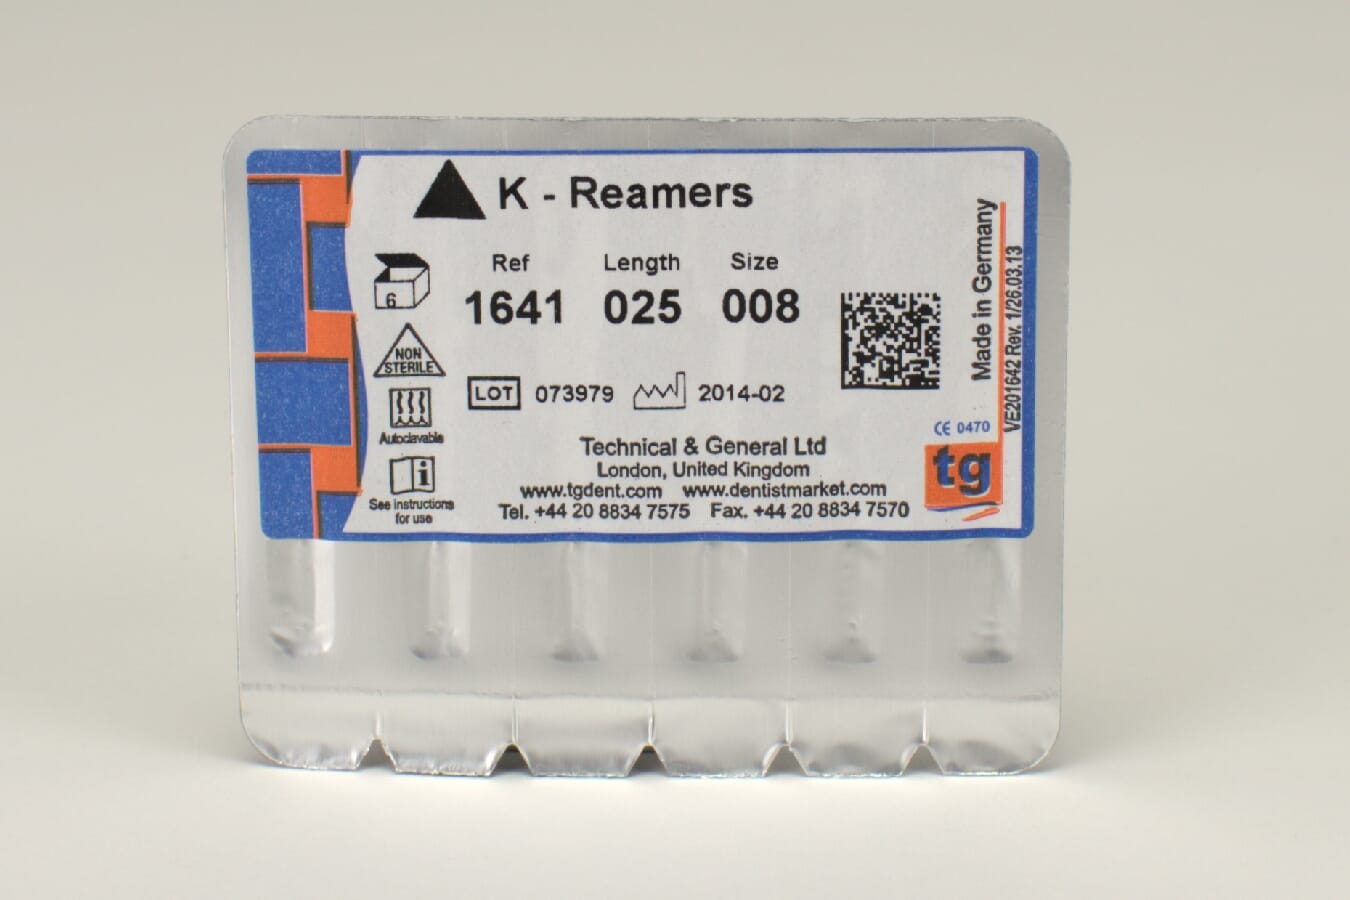 K - Reamers
Ref Length Size
1641 025 008
6
NON
STERILE
LOT 073979 2014-02
Autoclavable
See instructions
for use
Technical & General Ltd
London, United Kingdom
www.tgdent.com www.dentistmarket.com
Tel. +44 20 8834 7575 Fax. +44 20 8834 7570
Made in Germany
VE201642 Rev. 1/26.03.13
CE 0470
tg